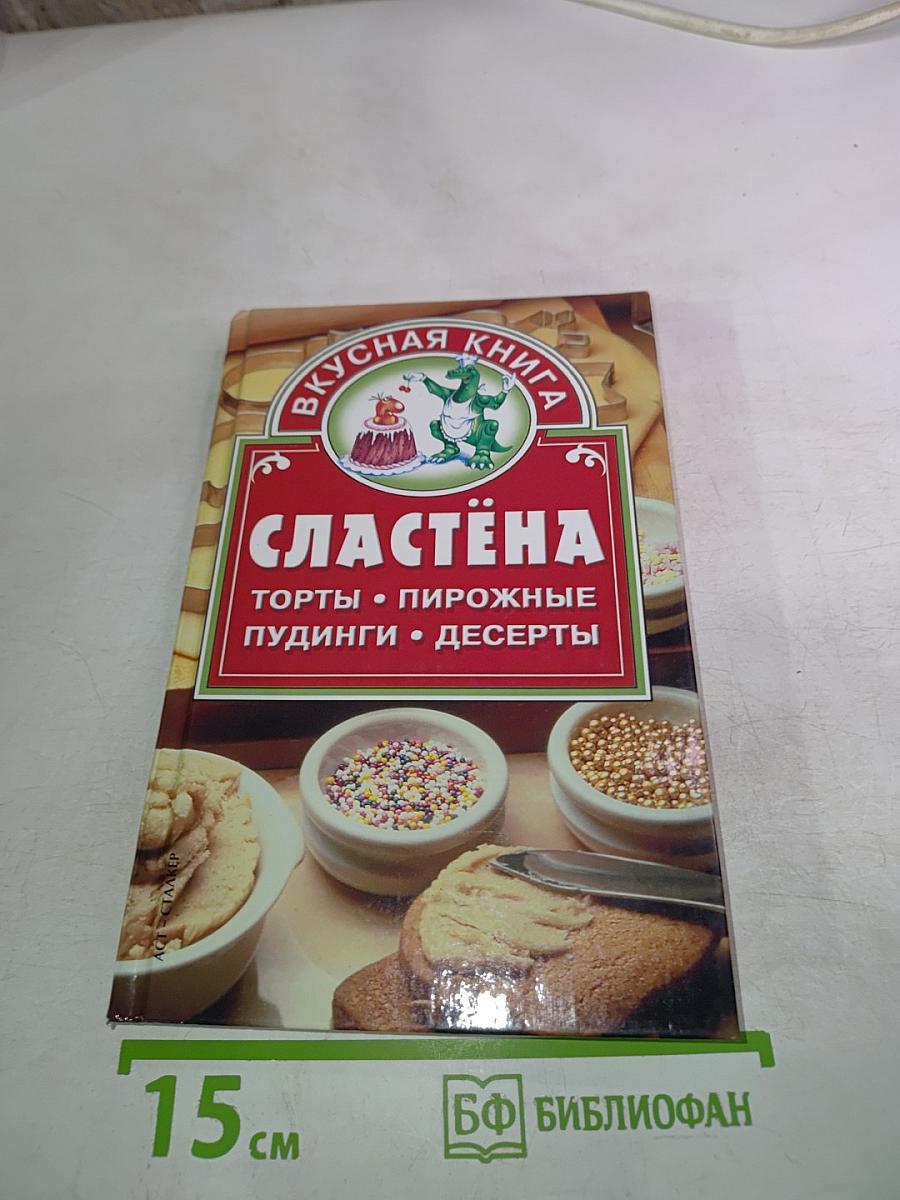 ВКУСНАЯ КНИГА
СЛАСТЁНА
ТОРТЫ • ПИРОЖНЫЕ
ПУДИНГИ • ДЕСЕРТЫ
АСТ – СТАЛКЕР
15 см
БФ БИБЛИОФАН